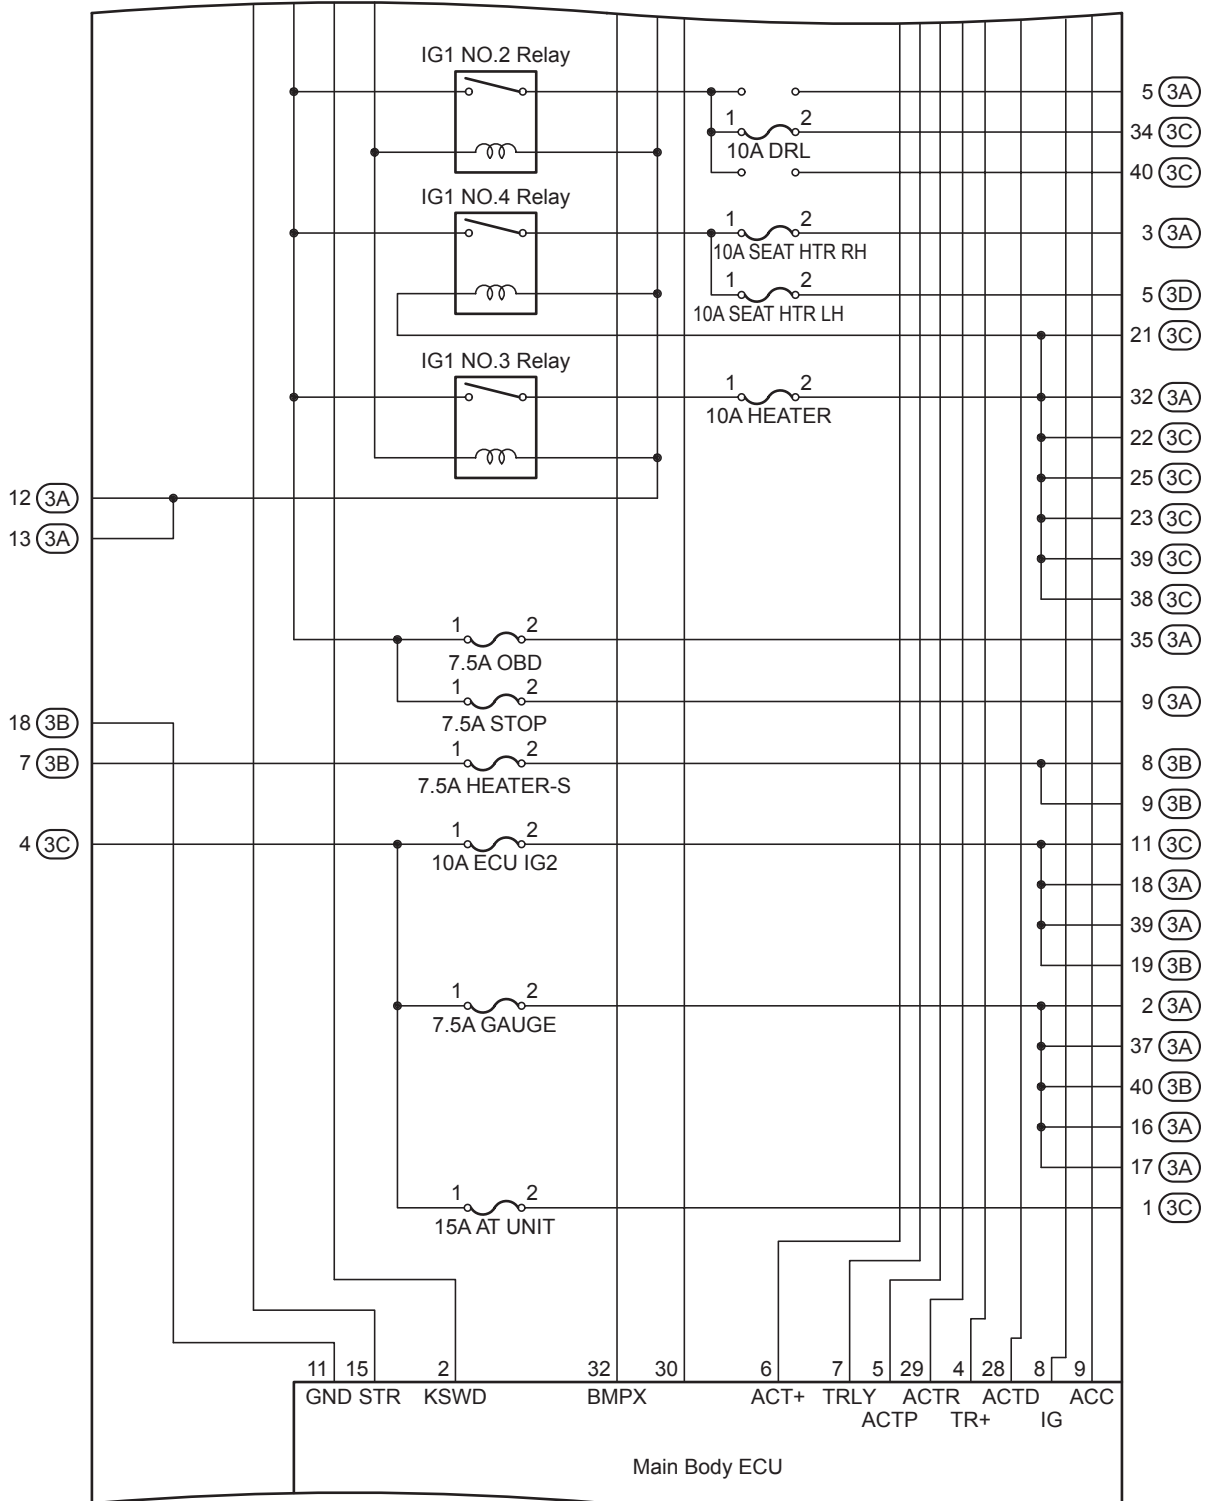 IG1 NO.2 Relay
5 3A
1 2
34 3C
10A DRL
40 3C
IG1 NO.4 Relay
1 2
3 3A
10A SEAT HTR RH
1 2
5 3D
10A SEAT HTR LH
21 3C
IG1 NO.3 Relay
1 2
32 3A
10A HEATER
22 3C
25 3C
12 3A
23 3C
13 3A
39 3C
38 3C
1 2
35 3A
7.5A OBD
1 2
9 3A
7.5A STOP
18 3B
1 2
7 3B
8 3B
7.5A HEATER-S
9 3B
1 2
4 3C
11 3C
10A ECU IG2
18 3A
39 3A
19 3B
1 2
2 3A
7.5A GAUGE
37 3A
40 3B
16 3A
17 3A
1 2
1 3C
15A AT UNIT
11 15 2 32 30 6 7 5 29 4 28 8 9
GND STR KSWD BMPX ACT+ TRLY ACTR ACTD ACC
ACTP TR+ IG
Main Body ECU